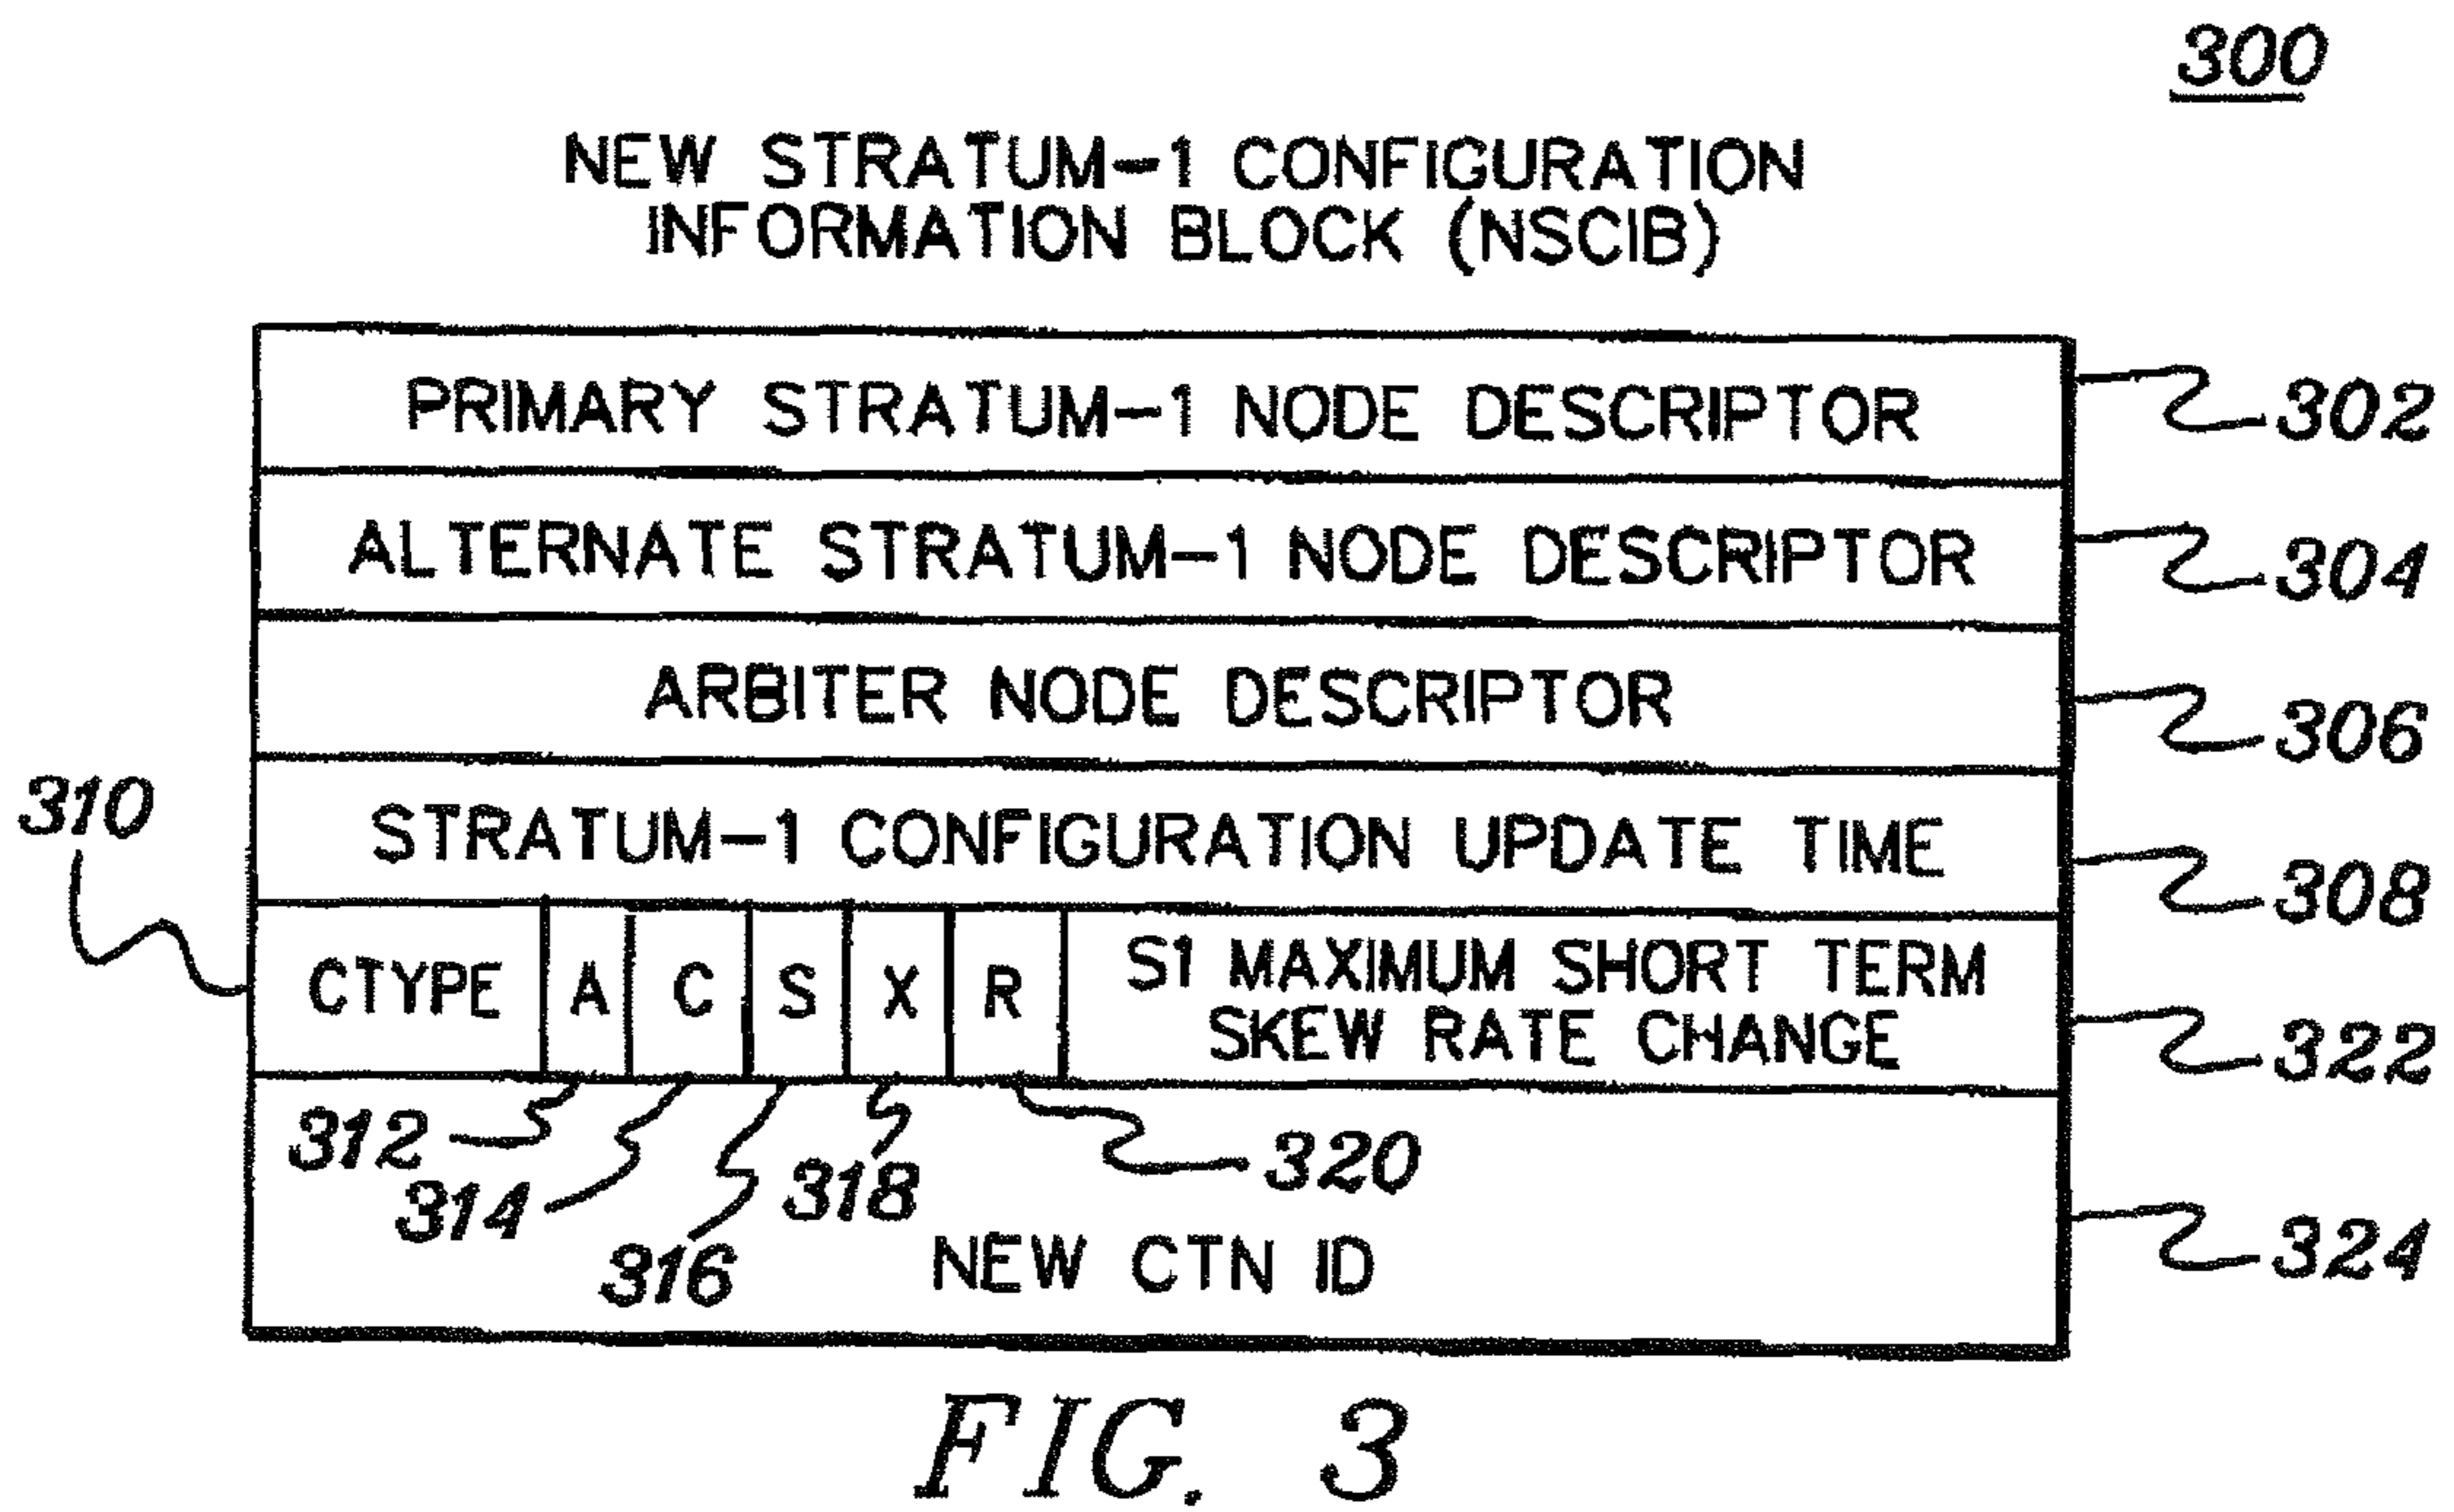 300
NEW STRATUM-1 CONFIGURATION
INFORMATION BLOCK (NSCIB)
PRIMARY STRATUM-1 NODE DESCRIPTOR
302
ALTERNATE STRATUM-1 NODE DESCRIPTOR
304
ARBITER NODE DESCRIPTOR
306
STRATUM-1 CONFIGURATION UPDATE TIME
308
310
CTYPE
A
C
S
X
R
S1 MAXIMUM SHORT TERM
SKEW RATE CHANGE
322
312
314
316
318
320
NEW CTN ID
324
FIG. 3